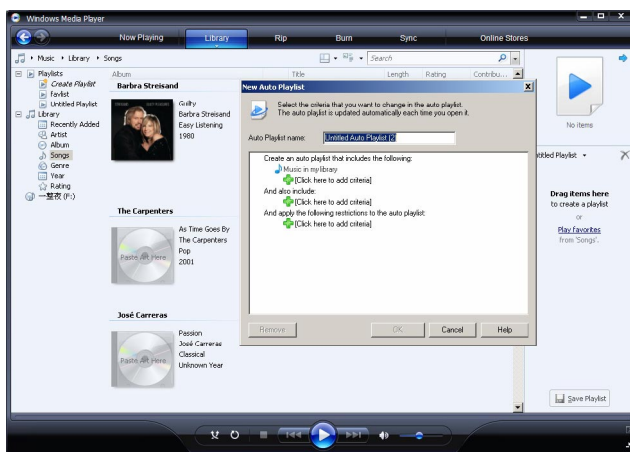 Windows Media Player
Now Playing Library Rip Burn Sync Online Stores
Music Library Songs
Search
Playlists
Create Playlist
favlist
Untitled Playlist
Library
Recently Added
Artist
Album
Songs
Genre
Year
Rating
一整夜 (F:)
Album Title Length Rating Contribu...
Barbra Streisand
Guilty
Barbra Streisand
Easy Listening
1980
The Carpenters
Paste Art Here
As Time Goes By
The Carpenters
Pop
2001
José Carreras
Paste Art Here
Passion
José Carreras
Classical
Unknown Year
New Auto Playlist
Select the criteria that you want to change in the auto playlist.
The auto playlist is updated automatically each time you open it.
Auto Playlist name: Untitled Auto Playlist (2)
Create an auto playlist that includes the following:
Music in my library
[Click here to add criteria]
And also include:
[Click here to add criteria]
And apply the following restrictions to the auto playlist:
[Click here to add criteria]
Remove OK Cancel Help
No items
ntitled Playlist
Drag items here
to create a playlist
or
Play favorites
from 'Songs'.
Save Playlist